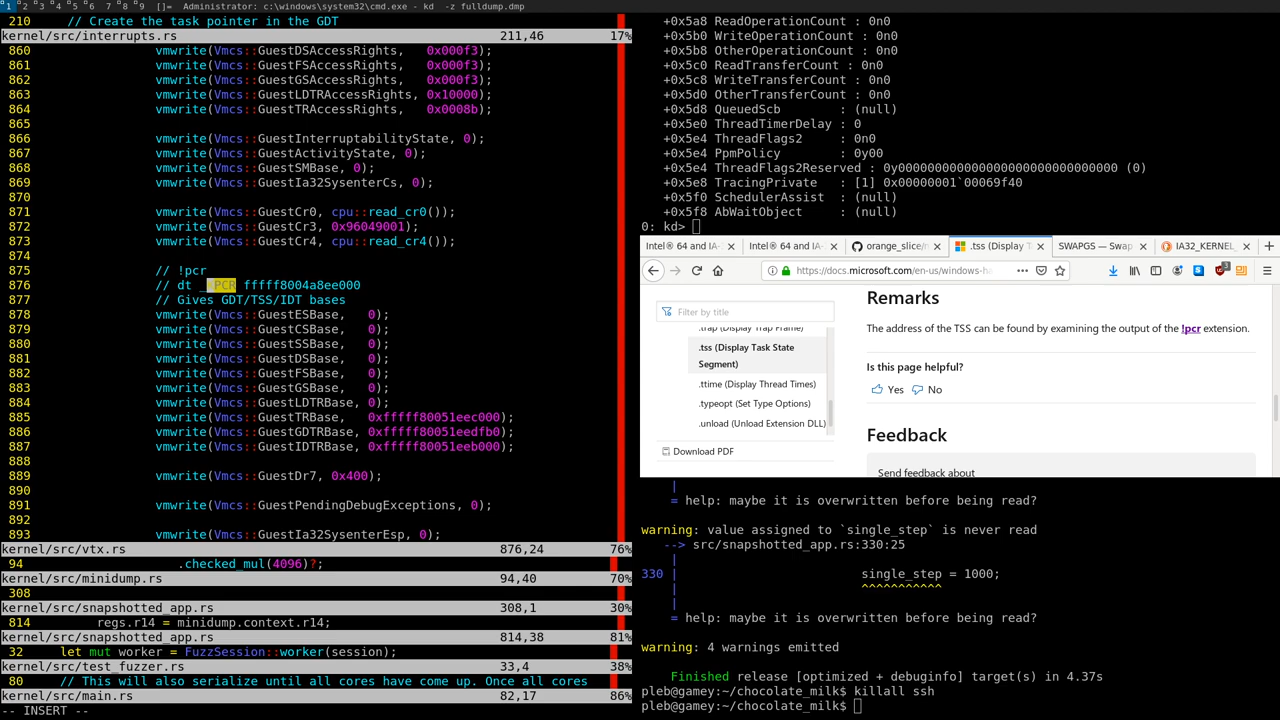 1 2 3 4 5 6 7 8 9 []= Administrator: c:\windows\system32\cmd.exe - kd -z fulldump.dmp
210 // Create the task pointer in the GDT
kernel/src/interrupts.rs 211,46 17%
860 vmwrite(Vmcs::GuestDSAccessRights, 0x000f3);
861 vmwrite(Vmcs::GuestFSAccessRights, 0x000f3);
862 vmwrite(Vmcs::GuestGSAccessRights, 0x000f3);
863 vmwrite(Vmcs::GuestLDTRAccessRights, 0x10000);
864 vmwrite(Vmcs::GuestTRAccessRights, 0x0008b);
865
866 vmwrite(Vmcs::GuestInterruptabilityState, 0);
867 vmwrite(Vmcs::GuestActivityState, 0);
868 vmwrite(Vmcs::GuestSMBase, 0);
869 vmwrite(Vmcs::GuestIa32SysenterCs, 0);
870
871 vmwrite(Vmcs::GuestCr0, cpu::read_cr0());
872 vmwrite(Vmcs::GuestCr3, 0x96049001);
873 vmwrite(Vmcs::GuestCr4, cpu::read_cr4());
874
875 // !pcr
876 // dt _KPCR fffff8004a8ee000
877 // Gives GDT/TSS/IDT bases
878 vmwrite(Vmcs::GuestESBase, 0);
879 vmwrite(Vmcs::GuestCSBase, 0);
880 vmwrite(Vmcs::GuestSSBase, 0);
881 vmwrite(Vmcs::GuestDSBase, 0);
882 vmwrite(Vmcs::GuestFSBase, 0);
883 vmwrite(Vmcs::GuestGSBase, 0);
884 vmwrite(Vmcs::GuestLDTRBase, 0);
885 vmwrite(Vmcs::GuestTRBase, 0xfffff80051eec000);
886 vmwrite(Vmcs::GuestGDTRBase, 0xfffff80051eedfb0);
887 vmwrite(Vmcs::GuestIDTRBase, 0xfffff80051eeb000);
888
889 vmwrite(Vmcs::GuestDr7, 0x400);
890
891 vmwrite(Vmcs::GuestPendingDebugExceptions, 0);
892
893 vmwrite(Vmcs::GuestIa32SysenterEsp, 0);
kernel/src/vtx.rs 876,24 76%
94 .checked_mul(4096)?;
kernel/src/minidump.rs 94,40 70%
308
kernel/src/snapshotted_app.rs 308,1 30%
814 regs.r14 = minidump.context.r14;
kernel/src/snapshotted_app.rs 814,38 81%
32 let mut worker = FuzzSession::worker(session);
kernel/src/test_fuzzer.rs 33,4 38%
80 // This will also serialize until all cores have come up. Once all cores
kernel/src/main.rs 82,17 86%
-- INSERT --
+0x5a8 ReadOperationCount : 0n0
+0x5b0 WriteOperationCount : 0n0
+0x5b8 OtherOperationCount : 0n0
+0x5c0 ReadTransferCount : 0n0
+0x5c8 WriteTransferCount : 0n0
+0x5d0 OtherTransferCount : 0n0
+0x5d8 QueuedScb : (null)
+0x5e0 ThreadTimerDelay : 0
+0x5e4 ThreadFlags2 : 0n0
+0x5e4 PpmPolicy : 0y00
+0x5e4 ThreadFlags2Reserved : 0y000000000000000000000000000000 (0)
+0x5e8 TracingPrivate : [1] 0x00000001`00069f40
+0x5f0 SchedulerAssist : (null)
+0x5f8 AbWaitObject : (null)
0: kd>
Intel® 64 and IA- Intel® 64 and IA- orange_slice/m .tss (Display T SWAPGS — Swap IA32_KERNEL_
https://docs.microsoft.com/en-us/windows-h
3
Filter by title
.trap (Display Trap Frame)
.tss (Display Task State
Segment)
.ttime (Display Thread Times)
.typeopt (Set Type Options)
.unload (Unload Extension DLL)
Download PDF
Remarks
The address of the TSS can be found by examining the output of the !pcr extension.
Is this page helpful?
Yes No
Feedback
Send feedback about
|
= help: maybe it is overwritten before being read?
warning: value assigned to `single_step` is never read
--> src/snapshotted_app.rs:330:25
|
330 | single_step = 1000;
| ^^^^^^^^^^^
|
= help: maybe it is overwritten before being read?
warning: 4 warnings emitted
Finished release [optimized + debuginfo] target(s) in 4.37s
pleb@gamey:~/chocolate_milk$ killall ssh
pleb@gamey:~/chocolate_milk$